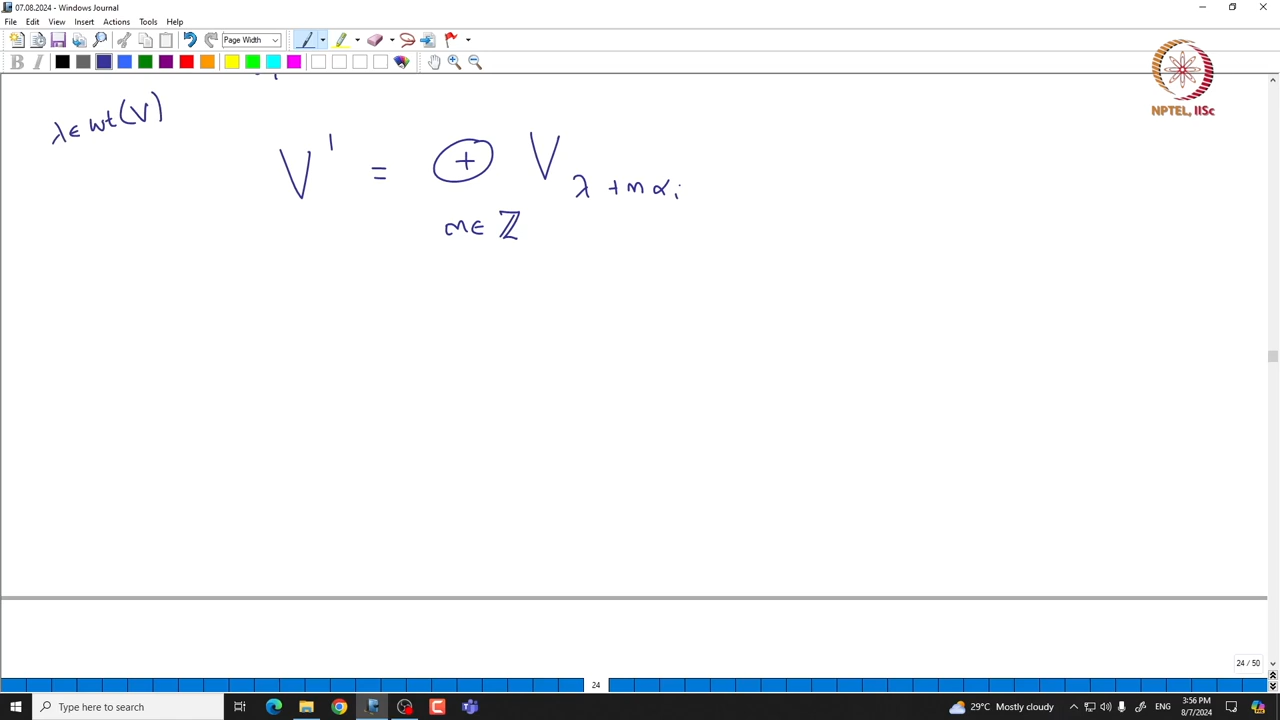 07.08.2024 - Windows Journal
File Edit View Insert Actions Tools Help
Page Width
B I
NPTEL, IISc
λ ∈ wt(V)
V' = ⊕ V_{λ + mα_i}
m ∈ ℤ
24 / 50
24
Type here to search
29°C Mostly cloudy
ENG
3:56 PM
8/7/2024